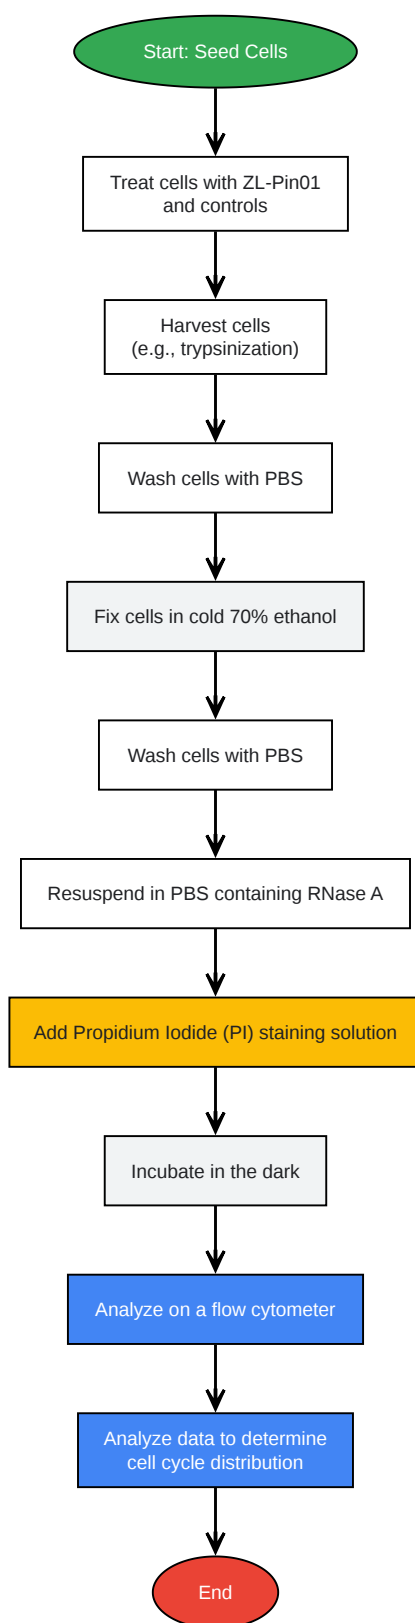 Start: Seed Cells
Treat cells with ZL-Pin01
and controls
Harvest cells
(e.g., trypsinization)
Wash cells with PBS
Fix cells in cold 70% ethanol
Wash cells with PBS
Resuspend in PBS containing RNase A
Add Propidium Iodide (PI) staining solution
Incubate in the dark
Analyze on a flow cytometer
Analyze data to determine
cell cycle distribution
End